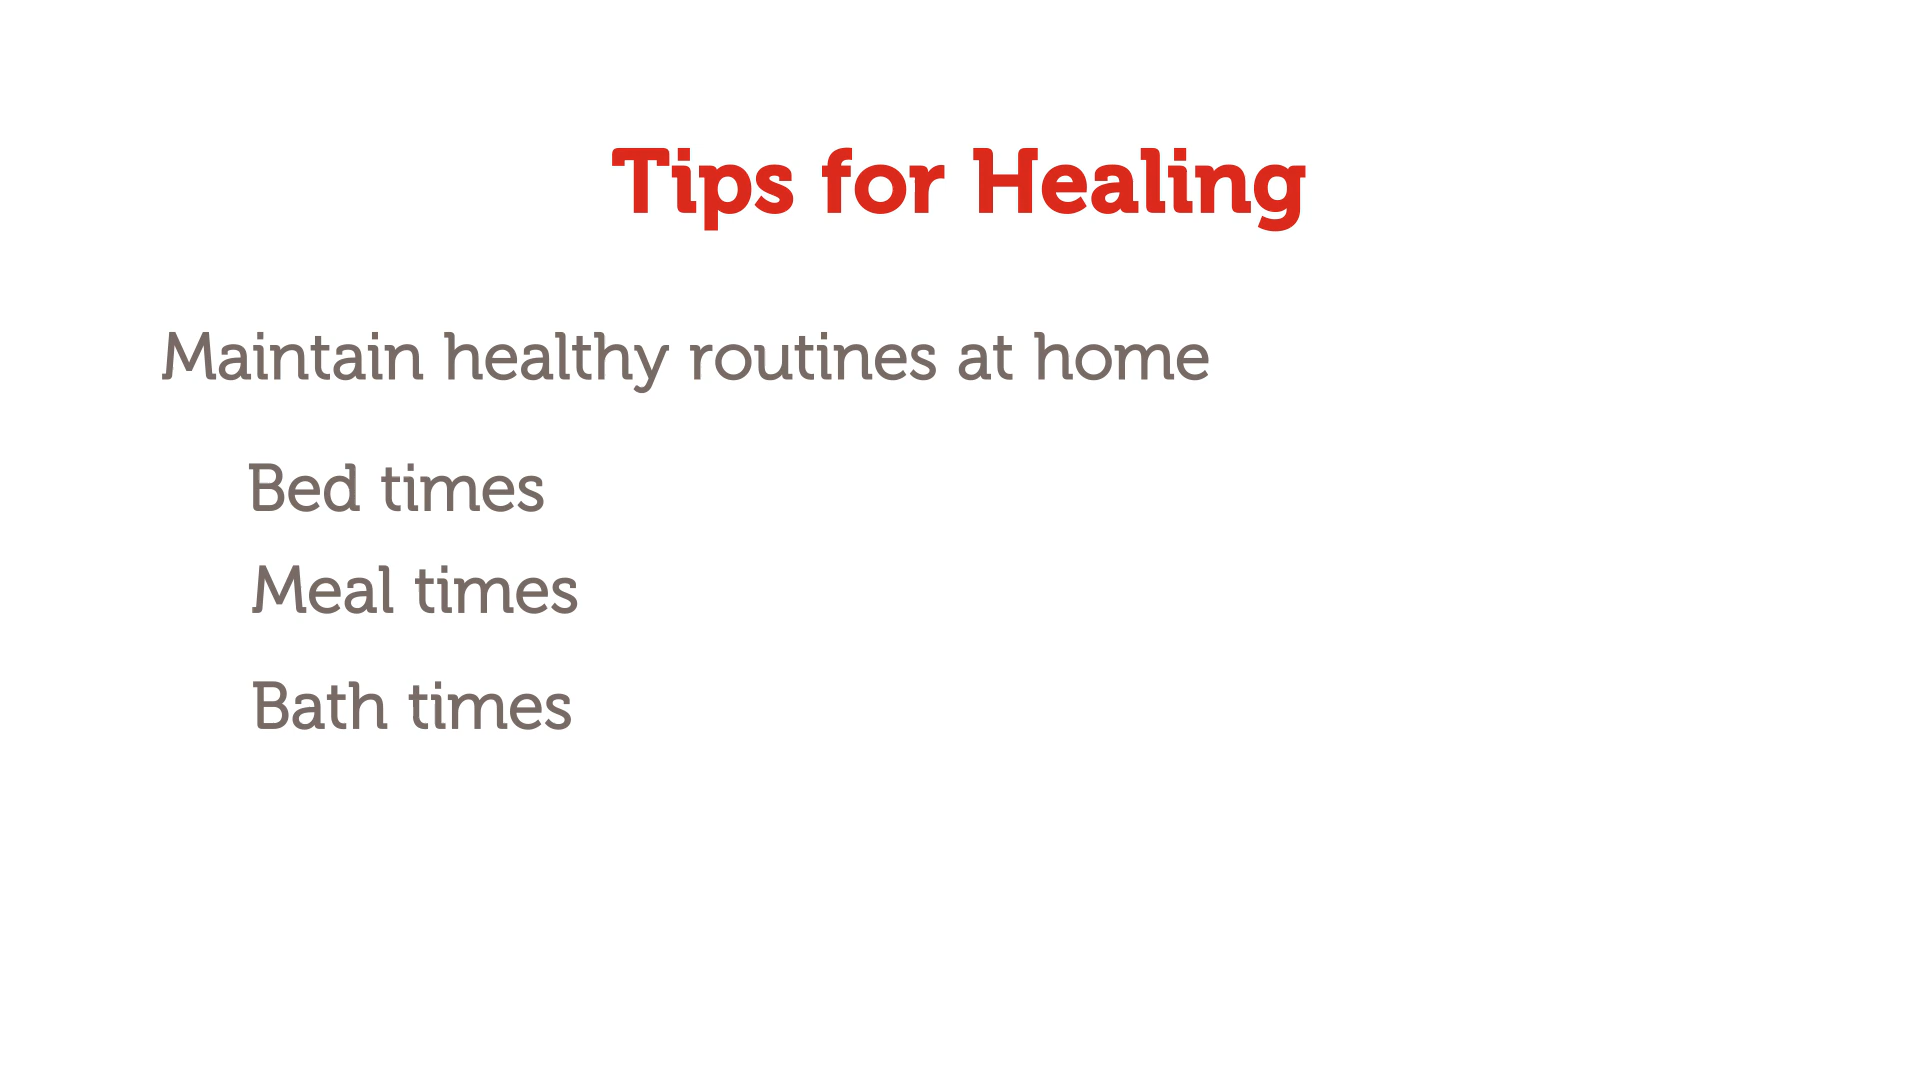 Tips for Healing
Maintain healthy routines at home
Bed times
Meal times
Bath times